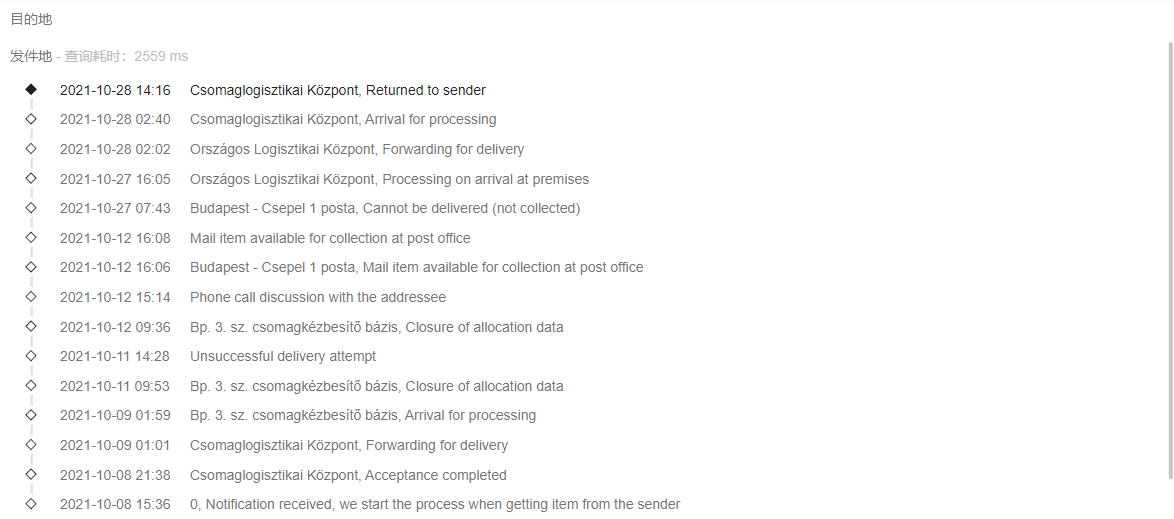 目的地
发件地 - 查询耗时：2559 ms
2021-10-28 14:16 Csomaglogisztikai Központ, Returned to sender
2021-10-28 02:40 Csomaglogisztikai Központ, Arrival for processing
2021-10-28 02:02 Országos Logisztikai Központ, Forwarding for delivery
2021-10-27 16:05 Országos Logisztikai Központ, Processing on arrival at premises
2021-10-27 07:43 Budapest - Csepel 1 posta, Cannot be delivered (not collected)
2021-10-12 16:08 Mail item available for collection at post office
2021-10-12 16:06 Budapest - Csepel 1 posta, Mail item available for collection at post office
2021-10-12 15:14 Phone call discussion with the addressee
2021-10-12 09:36 Bp. 3. sz. csomagkézbesítő bázis, Closure of allocation data
2021-10-11 14:28 Unsuccessful delivery attempt
2021-10-11 09:53 Bp. 3. sz. csomagkézbesítő bázis, Closure of allocation data
2021-10-09 01:59 Bp. 3. sz. csomagkézbesítő bázis, Arrival for processing
2021-10-09 01:01 Csomaglogisztikai Központ, Forwarding for delivery
2021-10-08 21:38 Csomaglogisztikai Központ, Acceptance completed
2021-10-08 15:36 0, Notification received, we start the process when getting item from the sender